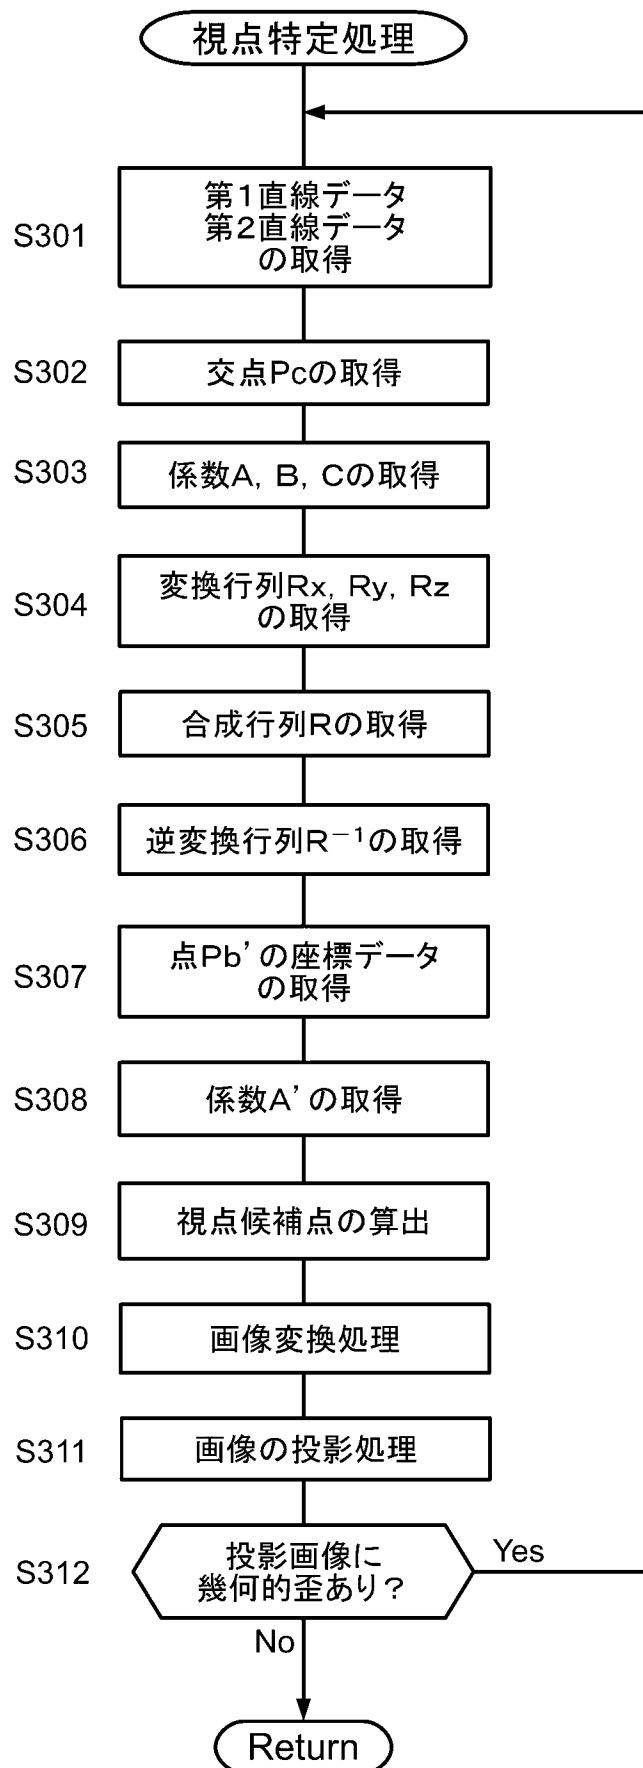 視点特定処理
S301
第1直線データ
第2直線データ
の取得
S302
交点Pcの取得
S303
係数A, B, Cの取得
S304
変換行列Rx, Ry, Rz
の取得
S305
合成行列Rの取得
S306
逆変換行列R⁻¹の取得
S307
点Pb’の座標データ
の取得
S308
係数A’の取得
S309
視点候補点の算出
S310
画像変換処理
S311
画像の投影処理
S312
投影画像に
幾何的歪あり？
Yes
No
Return